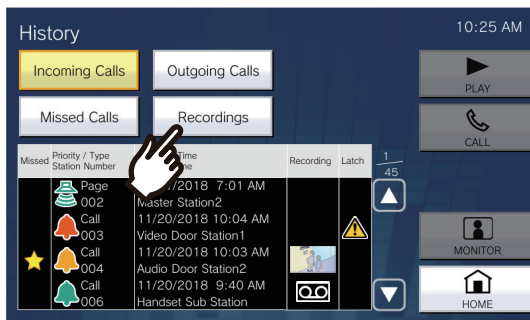 History
10:25 AM
Incoming Calls
Outgoing Calls
Missed Calls
Recordings
PLAY
CALL
Missed
Priority / Type
Station Number
Time
Recording
Latch
1
45
Page
/2018 7:01 AM
002
Master Station2
Call
11/20/2018 10:04 AM
003
Video Door Station1
Call
11/20/2018 10:03 AM
004
Audio Door Station2
Call
11/20/2018 9:40 AM
006
Handset Sub Station
MONITOR
HOME